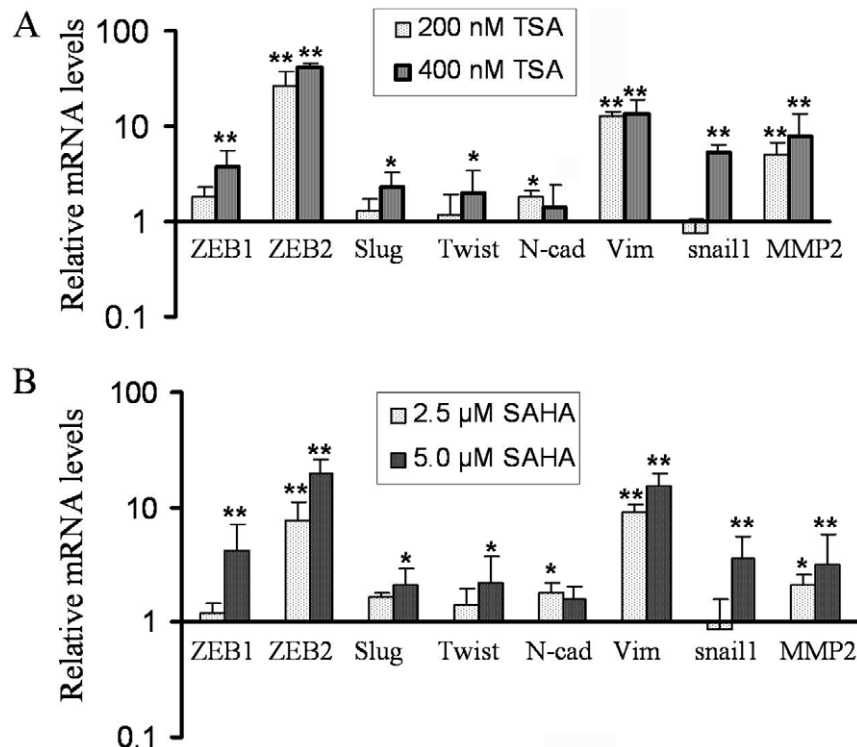 A
Relative mRNA levels
100
10
1
0.1
200 nM TSA
400 nM TSA
** ** ** * * * ** ** ** ** **
ZEB1 ZEB2 Slug Twist N-cad Vim snail1 MMP2
B
Relative mRNA levels
100
10
1
0.1
2.5 µM SAHA
5.0 µM SAHA
** ** ** * * * ** ** ** * **
ZEB1 ZEB2 Slug Twist N-cad Vim snail1 MMP2